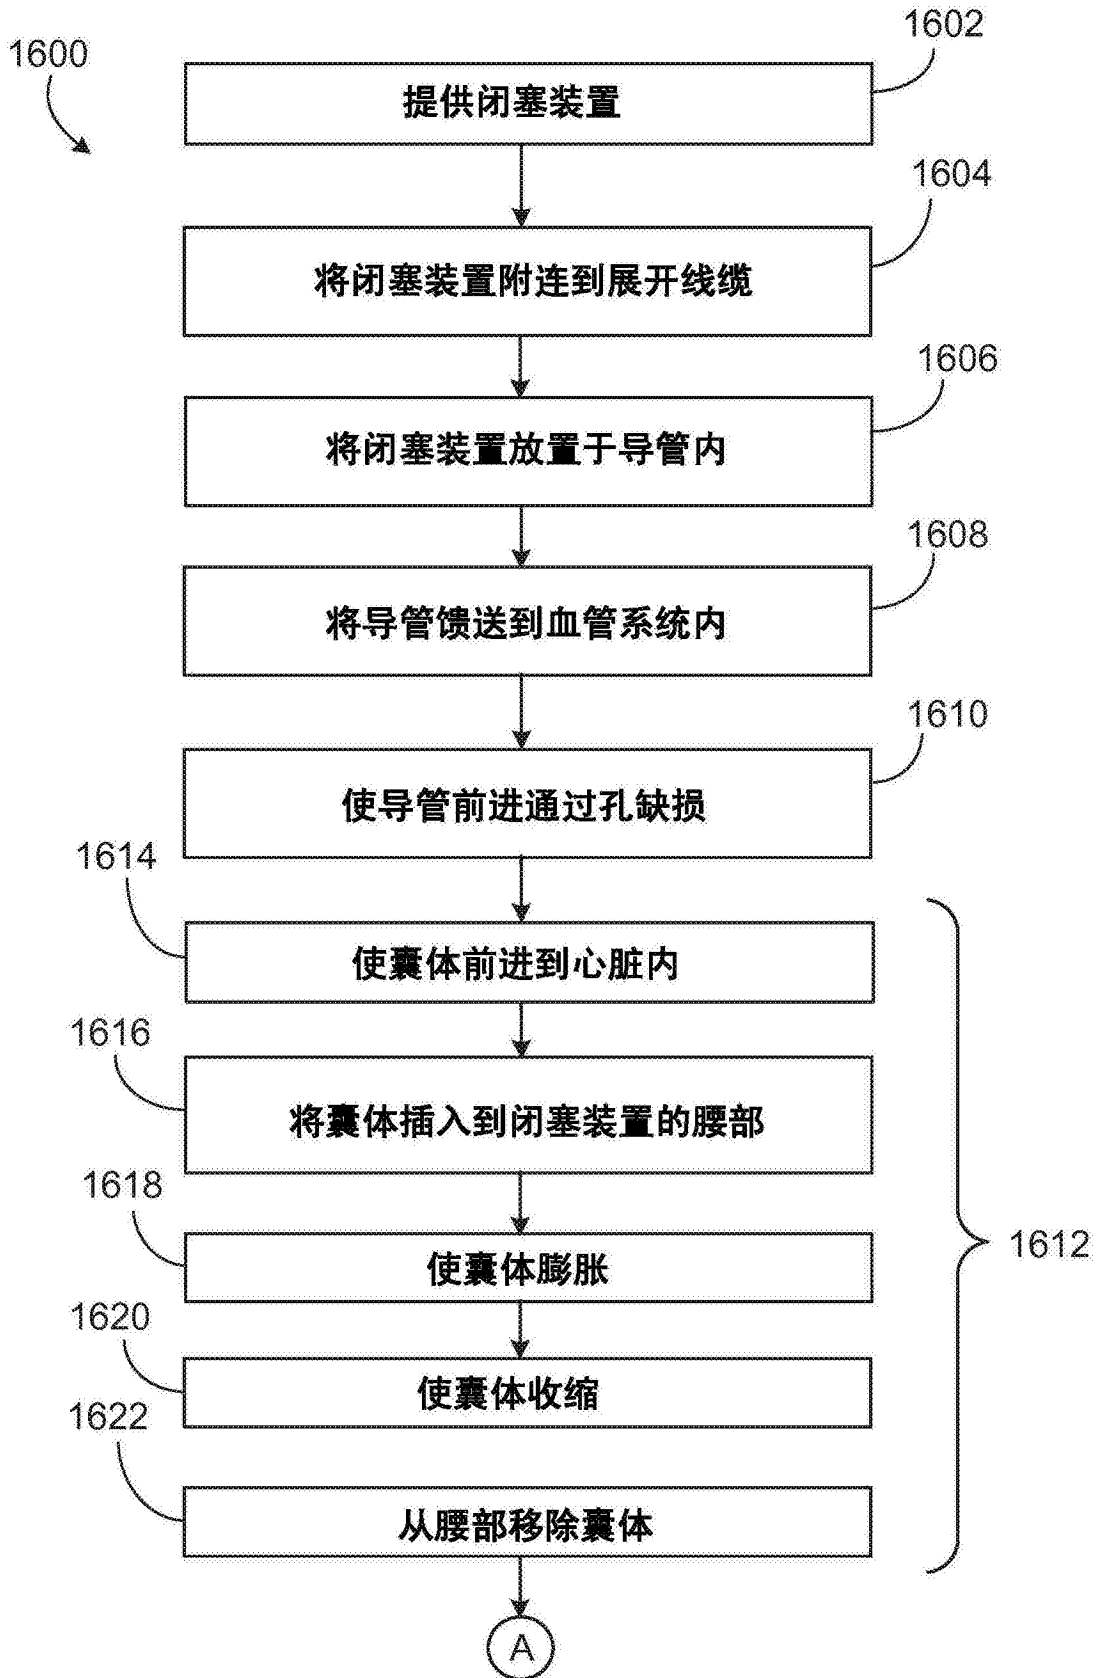 1600
1602
提供闭塞装置
1604
将闭塞装置附连到展开线缆
1606
将闭塞装置放置于导管内
1608
将导管馈送到血管系统内
1610
使导管前进通过孔缺损
1614
使囊体前进到心脏内
1616
将囊体插入到闭塞装置的腰部
1618
使囊体膨胀
1612
1620
使囊体收缩
1622
从腰部移除囊体
A